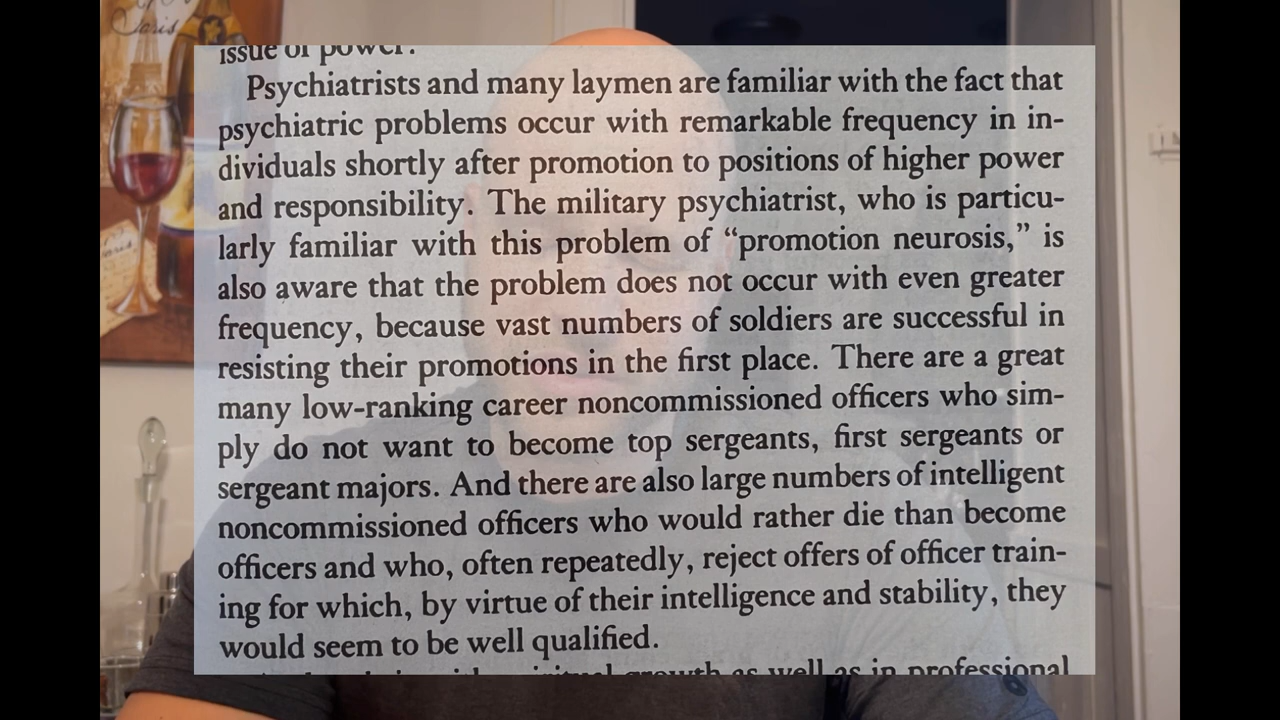 issue of power.
Psychiatrists and many laymen are familiar with the fact that
psychiatric problems occur with remarkable frequency in in-
dividuals shortly after promotion to positions of higher power
and responsibility. The military psychiatrist, who is particu-
larly familiar with this problem of “promotion neurosis,” is
also aware that the problem does not occur with even greater
frequency, because vast numbers of soldiers are successful in
resisting their promotions in the first place. There are a great
many low-ranking career noncommissioned officers who sim-
ply do not want to become top sergeants, first sergeants or
sergeant majors. And there are also large numbers of intelligent
noncommissioned officers who would rather die than become
officers and who, often repeatedly, reject offers of officer train-
ing for which, by virtue of their intelligence and stability, they
would seem to be well qualified.
spiritual growth as well as in professional